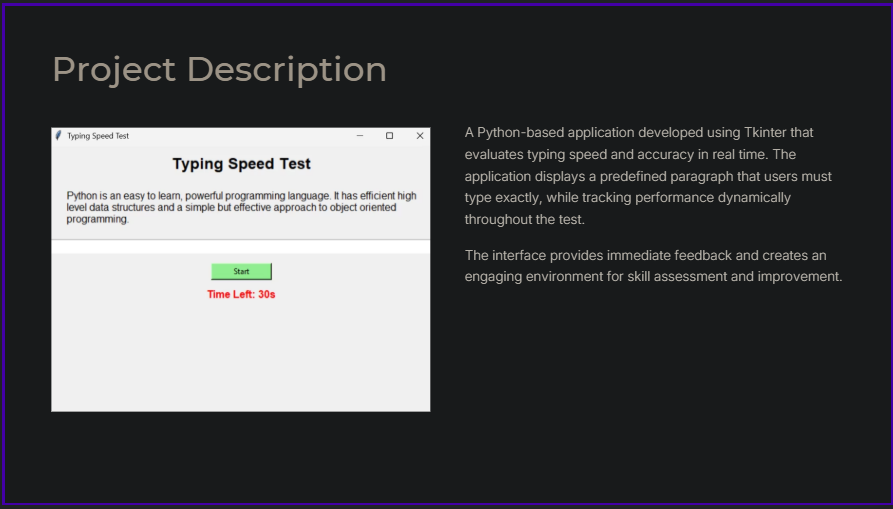 Project Description
Typing Speed Test
Typing Speed Test
Python is an easy to learn, powerful programming language. It has efficient high
level data structures and a simple but effective approach to object oriented
programming.
Start
Time Left: 30s
A Python-based application developed using Tkinter that
evaluates typing speed and accuracy in real time. The
application displays a predefined paragraph that users must
type exactly, while tracking performance dynamically
throughout the test.
The interface provides immediate feedback and creates an
engaging environment for skill assessment and improvement.